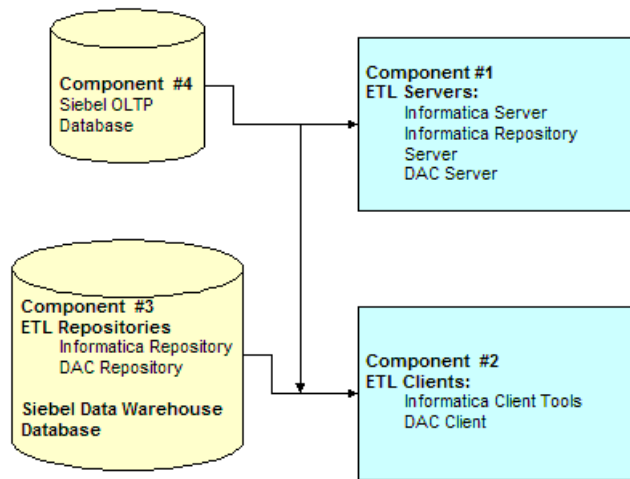 Component #4
Siebel OLTP
Database
Component #1
ETL Servers:
Informatica Server
Informatica Repository
Server
DAC Server
Component #3
ETL Repositories
Informatica Repository
DAC Repository
Siebel Data Warehouse
Database
Component #2
ETL Clients:
Informatica Client Tools
DAC Client